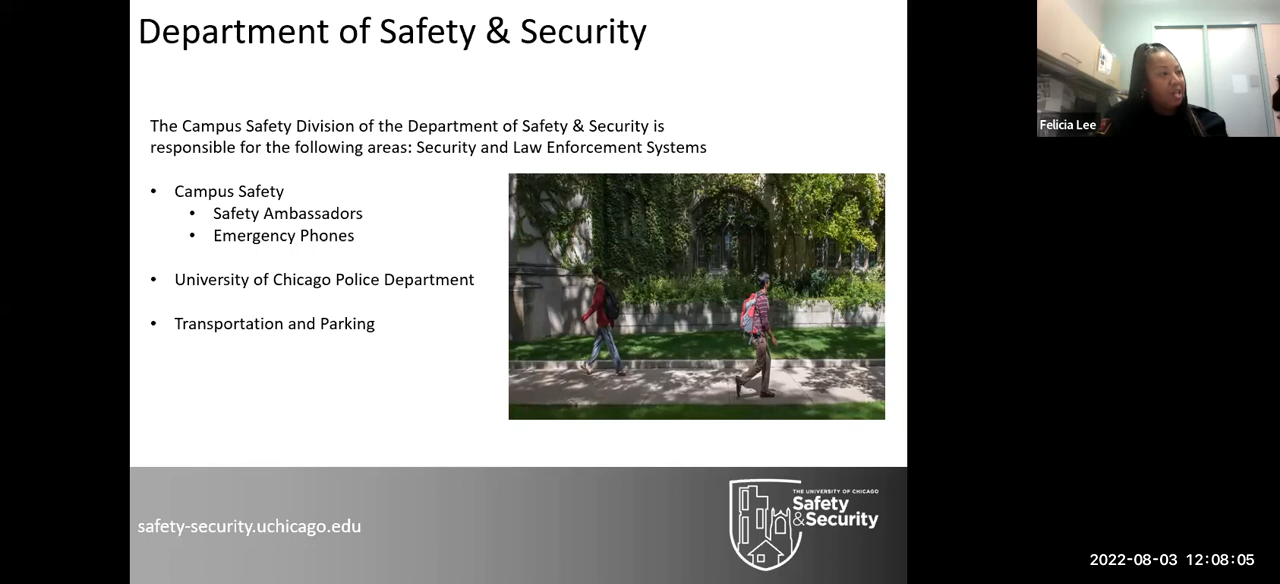 Department of Safety & Security
The Campus Safety Division of the Department of Safety & Security is
responsible for the following areas: Security and Law Enforcement Systems
• Campus Safety
• Safety Ambassadors
• Emergency Phones
• University of Chicago Police Department
• Transportation and Parking
safety-security.uchicago.edu
THE UNIVERSITY OF CHICAGO
Safety
&Security
Felicia Lee
2022-08-03 12:08:05